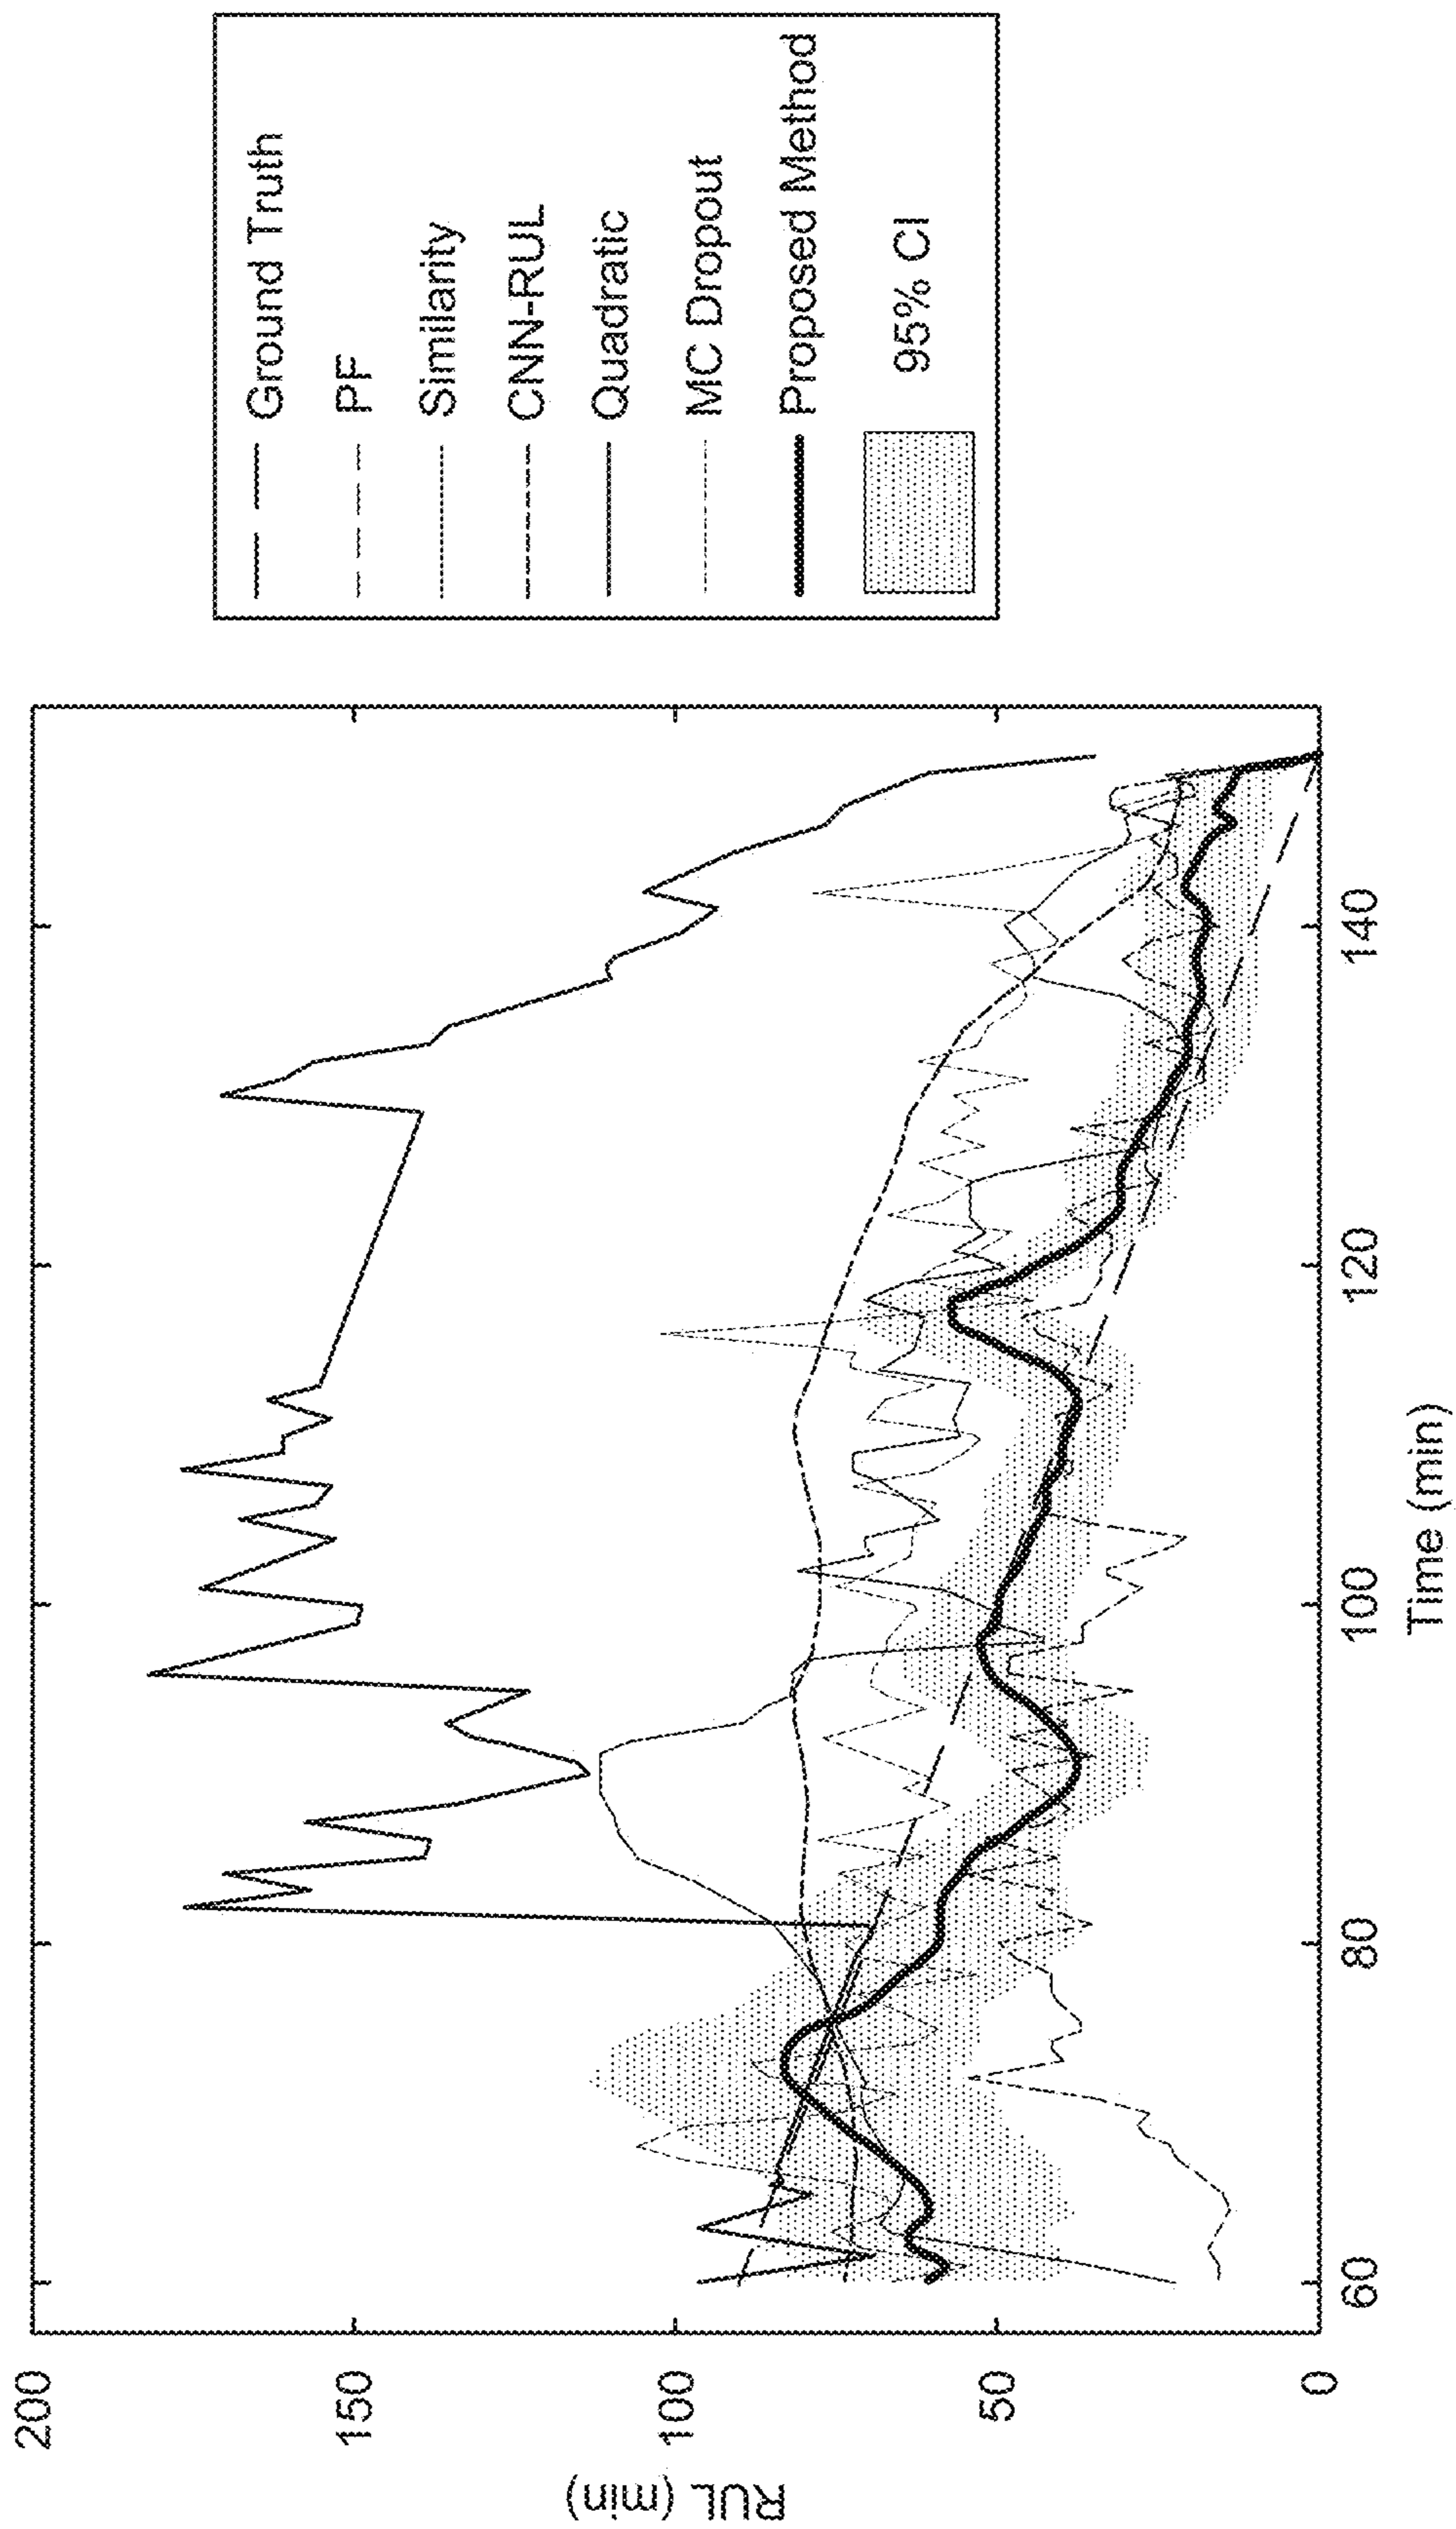 RUL (min)
200
150
100
50
0
60
80
100
120
140
Time (min)
Ground Truth
PF
Similarity
CNN-RUL
Quadratic
MC Dropout
Proposed Method
95% CI